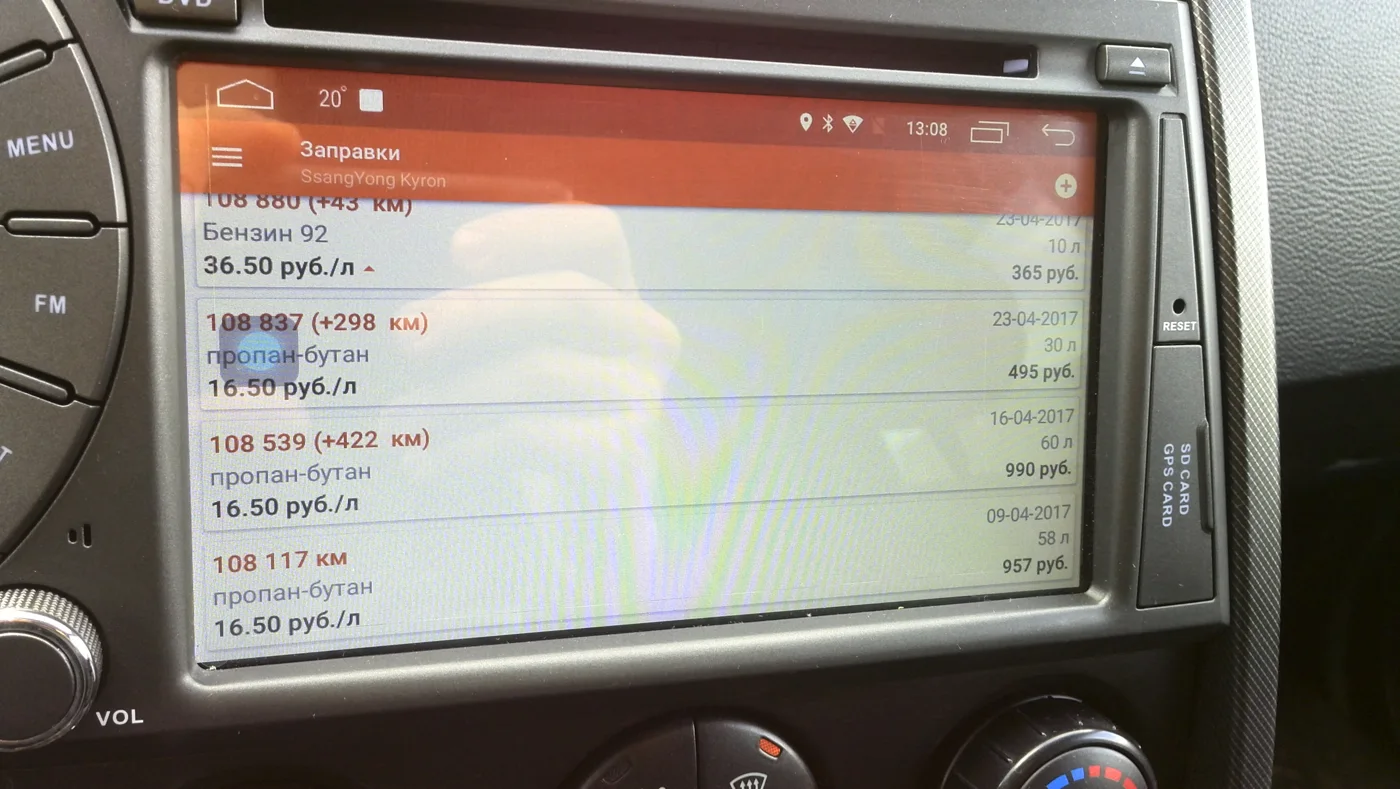 DVD
MENU
FM
VOL
20°
13:08
Заправки
SsangYong Kyron
108 880 (+43 км)
23-04-2017
Бензин 92
10 л
36.50 руб./л
365 руб.
108 837 (+298 км)
23-04-2017
пропан-бутан
30 л
16.50 руб./л
495 руб.
108 539 (+422 км)
16-04-2017
пропан-бутан
60 л
16.50 руб./л
990 руб.
108 117 км
09-04-2017
пропан-бутан
58 л
16.50 руб./л
957 руб.
RESET
SD CARD
GPS CARD